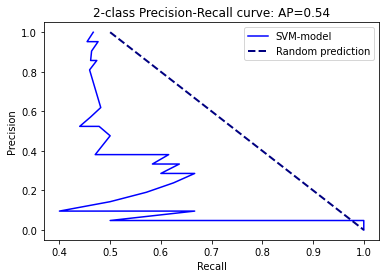 2-class Precision-Recall curve: AP=0.54
SVM-model
Random prediction
Precision
1.0
0.8
0.6
0.4
0.2
0.0
0.4 0.5 0.6 0.7 0.8 0.9 1.0
Recall